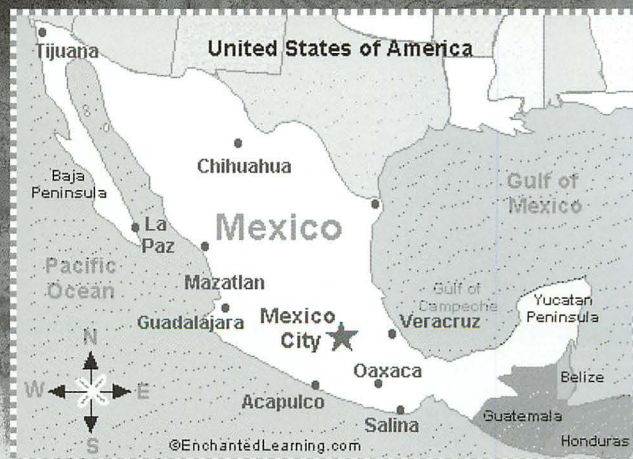 Tijuana
United States of America
Chihuahua
Baja
Peninsula
Gulf of
Mexico
La
Paz
Mexico
Pacific
Ocean
Mazatlan
Gulf of
Campeche
Yucatan
Peninsula
Guadalajara
Mexico
City
Veracruz
N
W
E
S
Oaxaca
Belize
Acapulco
Salina
Guatemala
Honduras
©EnchantedLearning.com